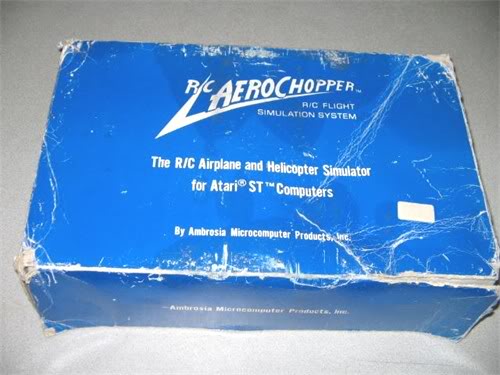 R/C AEROCHOPPER™
R/C FLIGHT
SIMULATION SYSTEM
The R/C Airplane and Helicopter Simulator
for Atari® ST™ Computers
By Ambrosia Microcomputer Products, Inc.
—Ambrosia Microcomputer Products, Inc.